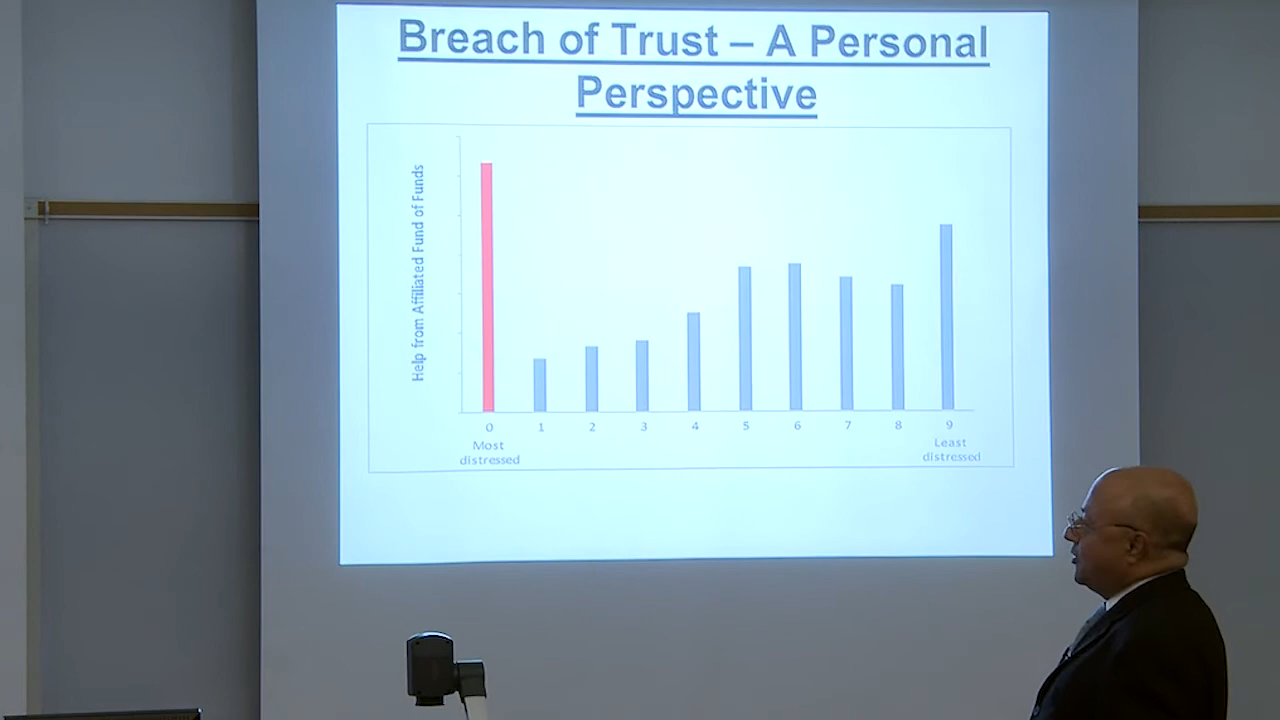 Breach of Trust – A Personal
Perspective
Help from Affiliated Fund of Funds
0 1 2 3 4 5 6 7 8 9
Most Least
distressed distressed